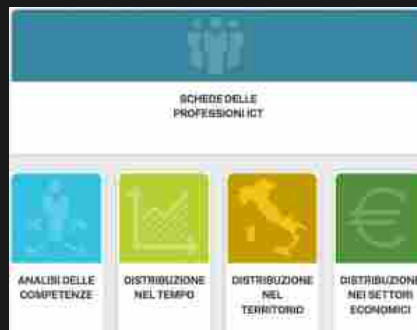 SCHEDE DELLE
PROFESSIONI ICT
ANALISI DELLE
COMPETENZE
DISTRIBUZIONE
NEL TEMPO
DISTRIBUZIONE
NEL
TERRITORIO
DISTRIBUZIONE
NEI SETTORI
ECONOMICI